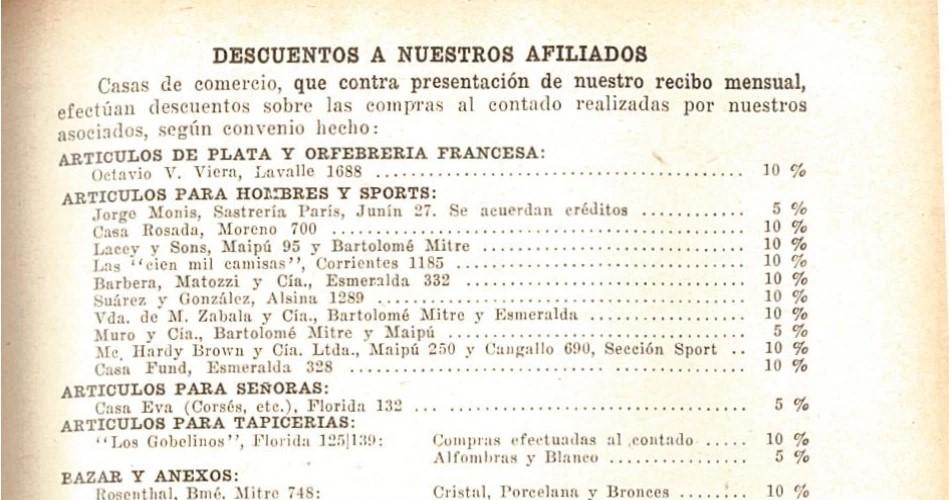 DESCUENTOS A NUESTROS AFILIADOS
Casas de comercio, que contra presentación de nuestro recibo mensual,
efectúan descuentos sobre las compras al contado realizadas por nuestros
asociados, según convenio hecho:
ARTICULOS DE PLATA Y ORFEBRERIA FRANCESA:
Octavio V. Viera, Lavalle 1688 ........................................ 10 %
ARTICULOS PARA HOMBRES Y SPORTS:
Jorge Monis, Sastrería París, Junín 27. Se acuerdan créditos ............ 5 %
Casa Rosada, Moreno 700 ........................................ 10 %
Lacey y Sons, Maipú 95 y Bartolomé Mitre ............................ 10 %
Las "cien mil camisas", Corrientes 1185 ............................... 10 %
Barbera, Matozzi y Cía., Esmeralda 332 .............................. 10 %
Suárez y González, Alsina 1289 ........................................ 10 %
Vda. de M. Zabala y Cía., Bartolomé Mitre y Esmeralda ................. 10 %
Muro y Cía., Bartolomé Mitre y Maipú ................................ 5 %
Mc. Hardy Brown y Cía. Ltda., Maipú 250 y Cangallo 690, Sección Sport .. 10 %
Casa Fund, Esmeralda 328 ........................................ 10 %
ARTICULOS PARA SEÑORAS:
Casa Eva (Corsés, etc.), Florida 132 ... ................................ 5 %
ARTICULOS PARA TAPICERIAS:
"Los Gobelinos", Florida 125|139: Compras efectuadas al contado ..... 10 %
Alfombras y Blanco ................. 5 %
BAZAR Y ANEXOS:
Rosenthal, Bmé. Mitre 748: Cristal, Porcelana y Bronces ........ 10 %